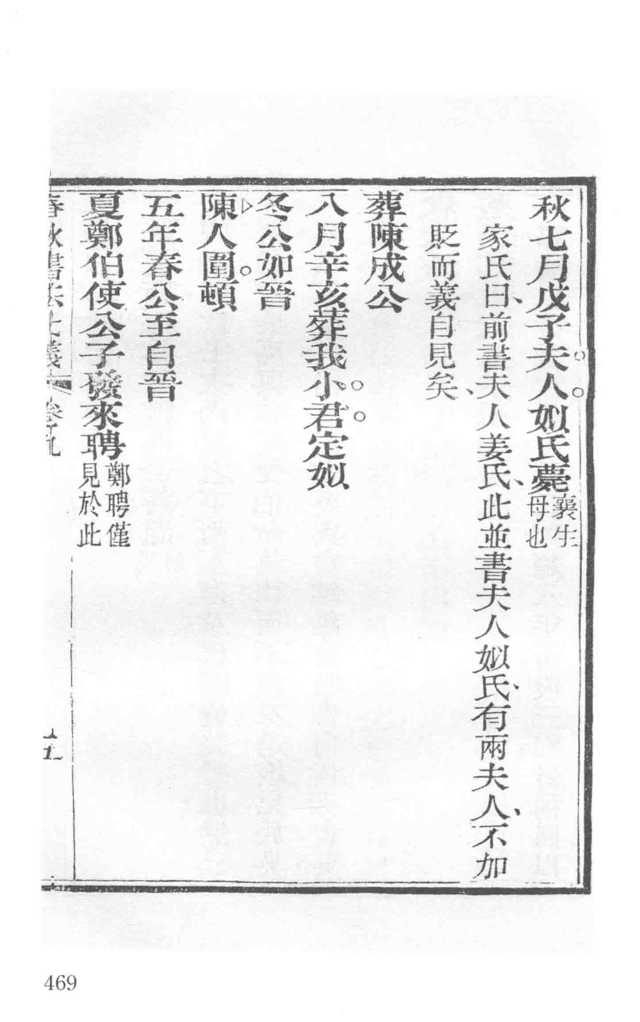 秋七月戊子夫人姒氏薨襄生母也
家氏曰前書夫人姜氏此並書夫人姒氏有兩夫人不加
貶而義自見矣
葬陳成公
八月辛亥葬我小君定姒
冬公如晉
陳人圍頓
五年春公至自晉
夏鄭伯使公子發來聘鄭聘僅見於此
春秋書法
469